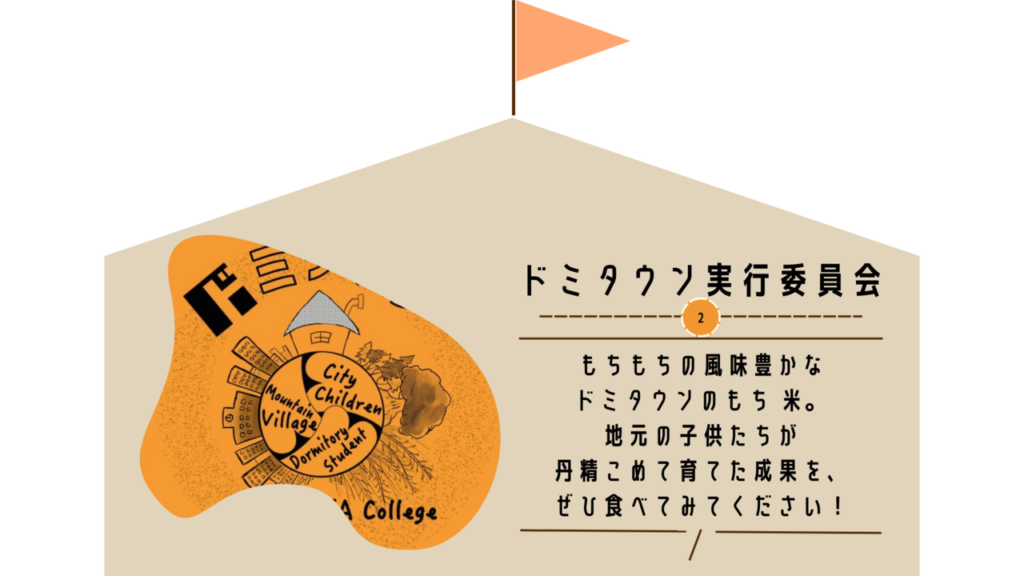 ドミタウン実行委員会
2
もちもちの風味豊かな
ドミタウンのもち 米。
地元の子供たちが
丹精こめて育てた成果を、
ぜひ食べてみてください！
City
Children
Mountain
Village
Dormitory
Student
A College